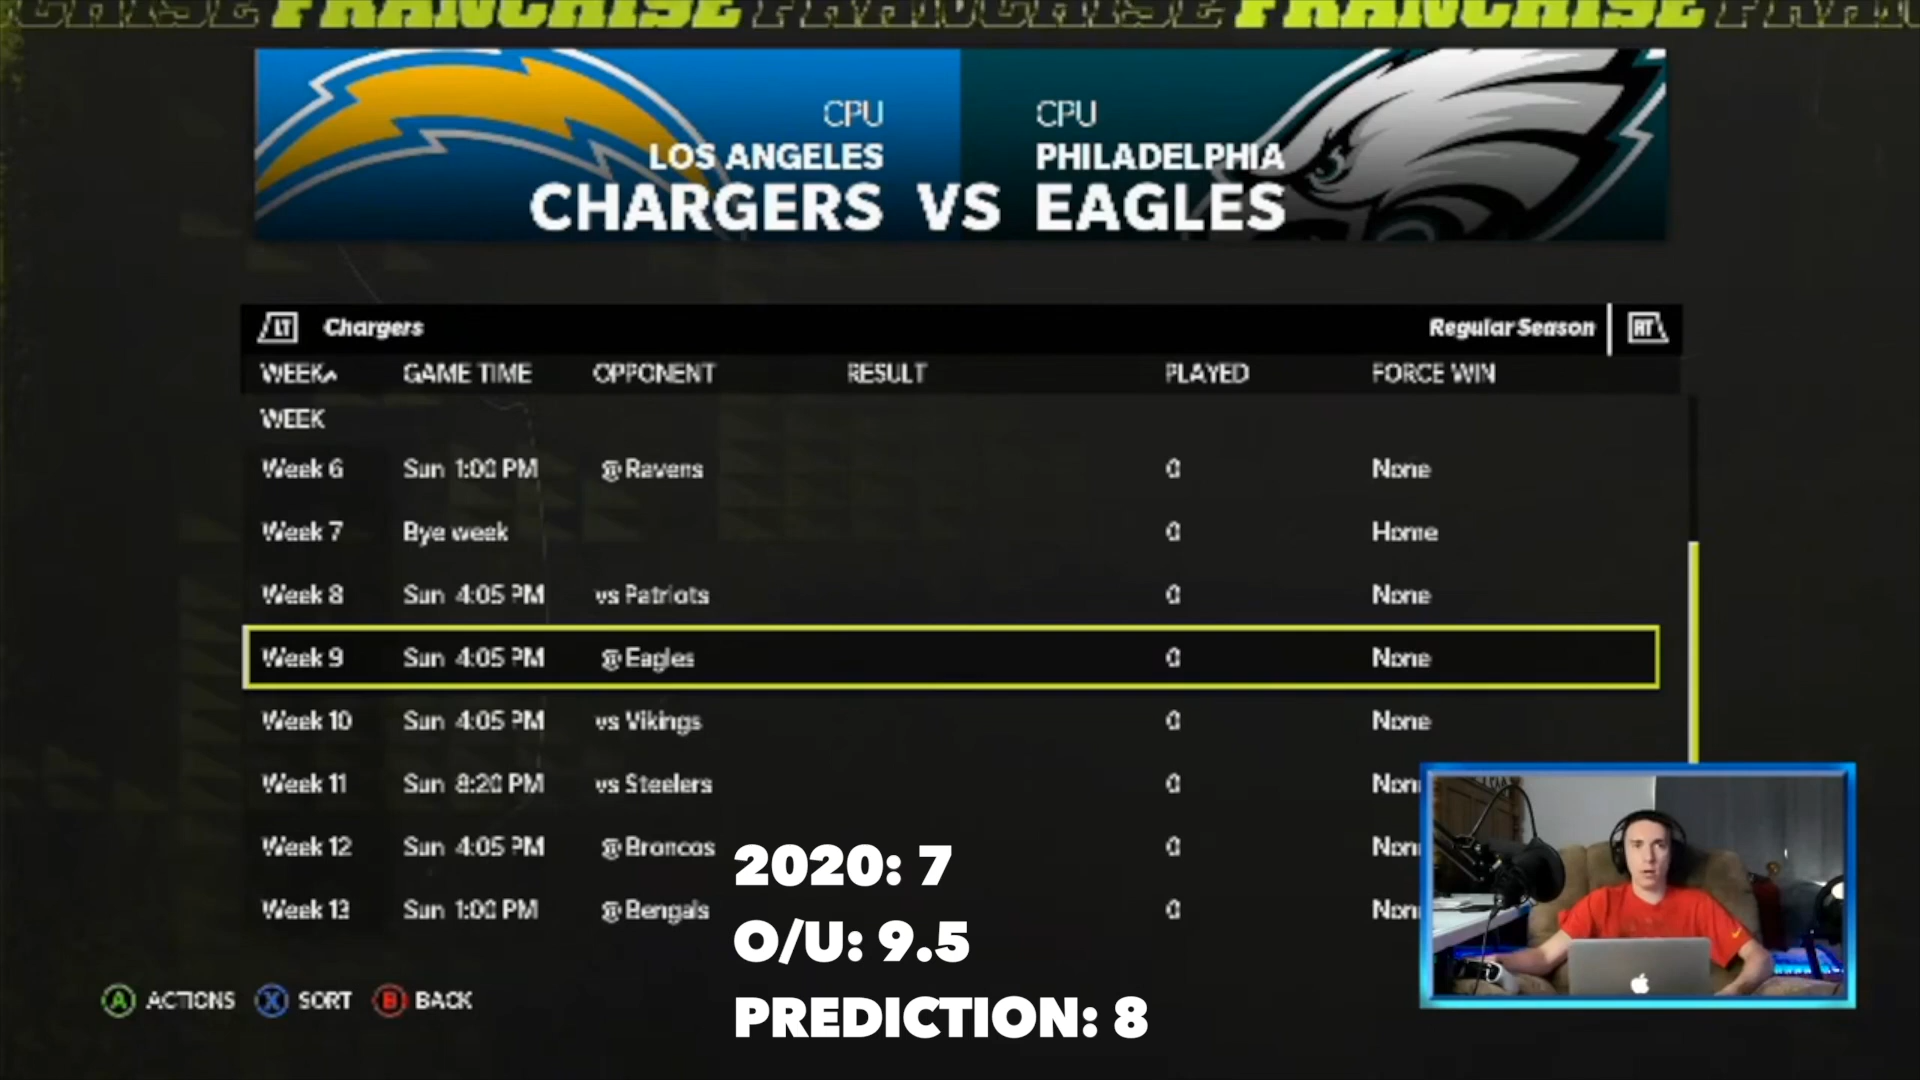 FRANCHISE FRANCHISE FRANCHISE
CPU
LOS ANGELES
CHARGERS VS
CPU
PHILADELPHIA
EAGLES
LT Chargers Regular Season RT
WEEK GAME TIME OPPONENT RESULT PLAYED FORCE WIN
WEEK
Week 6 Sun 1:00 PM @ Ravens 0 None
Week 7 Bye week 0 Home
Week 8 Sun 4:05 PM vs Patriots 0 None
Week 9 Sun 4:05 PM @ Eagles 0 None
Week 10 Sun 4:05 PM vs Vikings 0 None
Week 11 Sun 8:20 PM vs Steelers 0 Non
Week 12 Sun 4:05 PM @ Broncos 0 Non
Week 13 Sun 1:00 PM @ Bengals 0 Non
2020: 7
O/U: 9.5
PREDICTION: 8
A ACTIONS X SORT B BACK